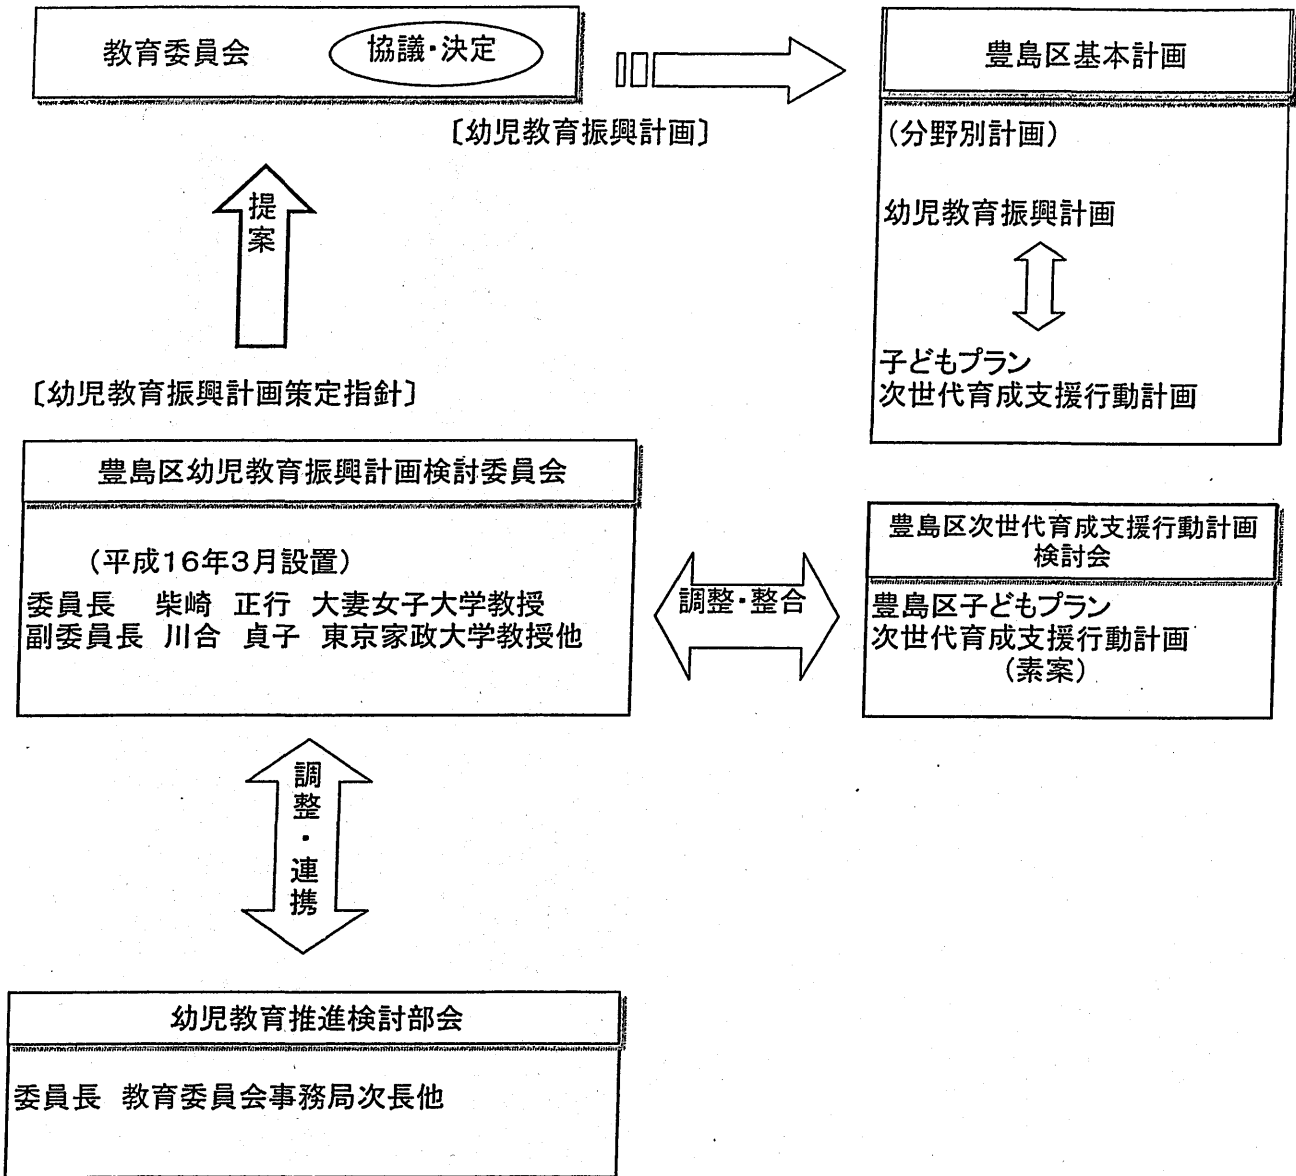 教育委員会
協議・決定
豊島区基本計画
〔幼児教育振興計画〕
(分野別計画)
幼児教育振興計画
子どもプラン
次世代育成支援行動計画
提案
〔幼児教育振興計画策定指針〕
豊島区幼児教育振興計画検討委員会
(平成16年3月設置)
委員長 柴崎 正行 大妻女子大学教授
副委員長 川合 貞子 東京家政大学教授他
調整・整合
豊島区次世代育成支援行動計画
検討会
豊島区子どもプラン
次世代育成支援行動計画
(素案)
調整・連携
幼児教育推進検討部会
委員長 教育委員会事務局次長他